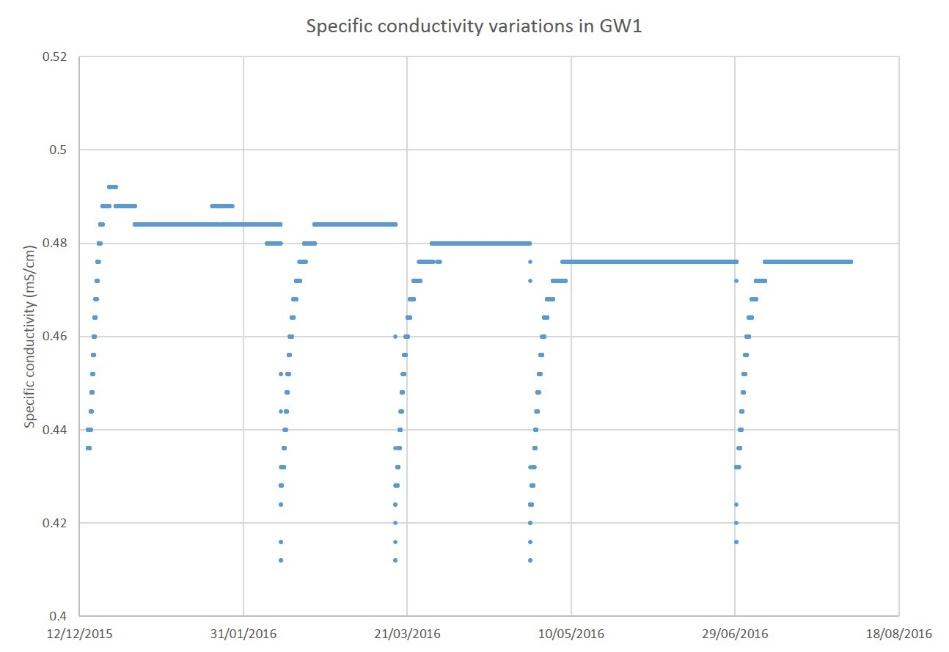 Specific conductivity variations in GW1
0.52
0.5
0.48
0.46
0.44
0.42
0.4
Specific conductivity (mS/cm)
12/12/2015 31/01/2016 21/03/2016 10/05/2016 29/06/2016 18/08/2016